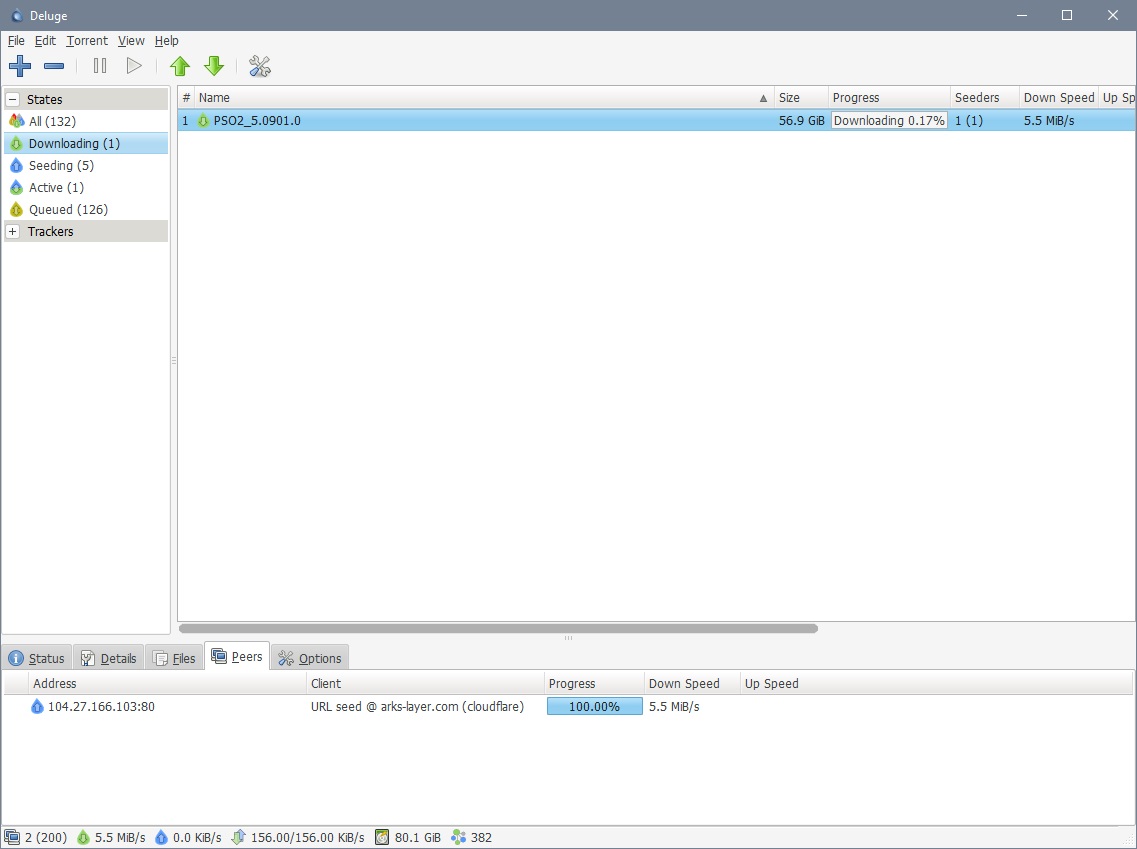 Deluge
File Edit Torrent View Help
States
All (132)
Downloading (1)
Seeding (5)
Active (1)
Queued (126)
Trackers
# Name Size Progress Seeders Down Speed Up Sp
1 PSO2_5.0901.0 56.9 GiB Downloading 0.17% 1 (1) 5.5 MiB/s
Status Details Files Peers Options
Address Client Progress Down Speed Up Speed
104.27.166.103:80 URL seed @ arks-layer.com (cloudflare) 100.00% 5.5 MiB/s
2 (200) 5.5 MiB/s 0.0 KiB/s 156.00/156.00 KiB/s 80.1 GiB 382